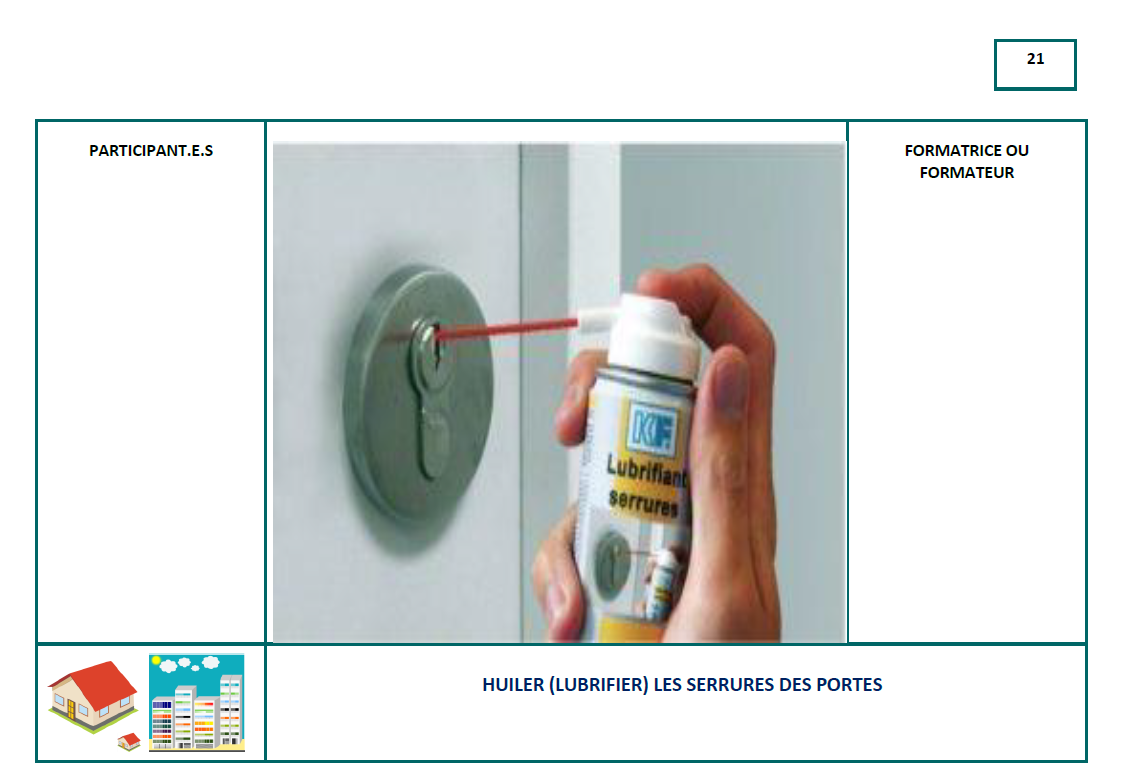 21
PARTICIPANT.E.S
FORMATRICE OU
FORMATEUR
KF
Lubrifiant
serrures
HUILER (LUBRIFIER) LES SERRURES DES PORTES